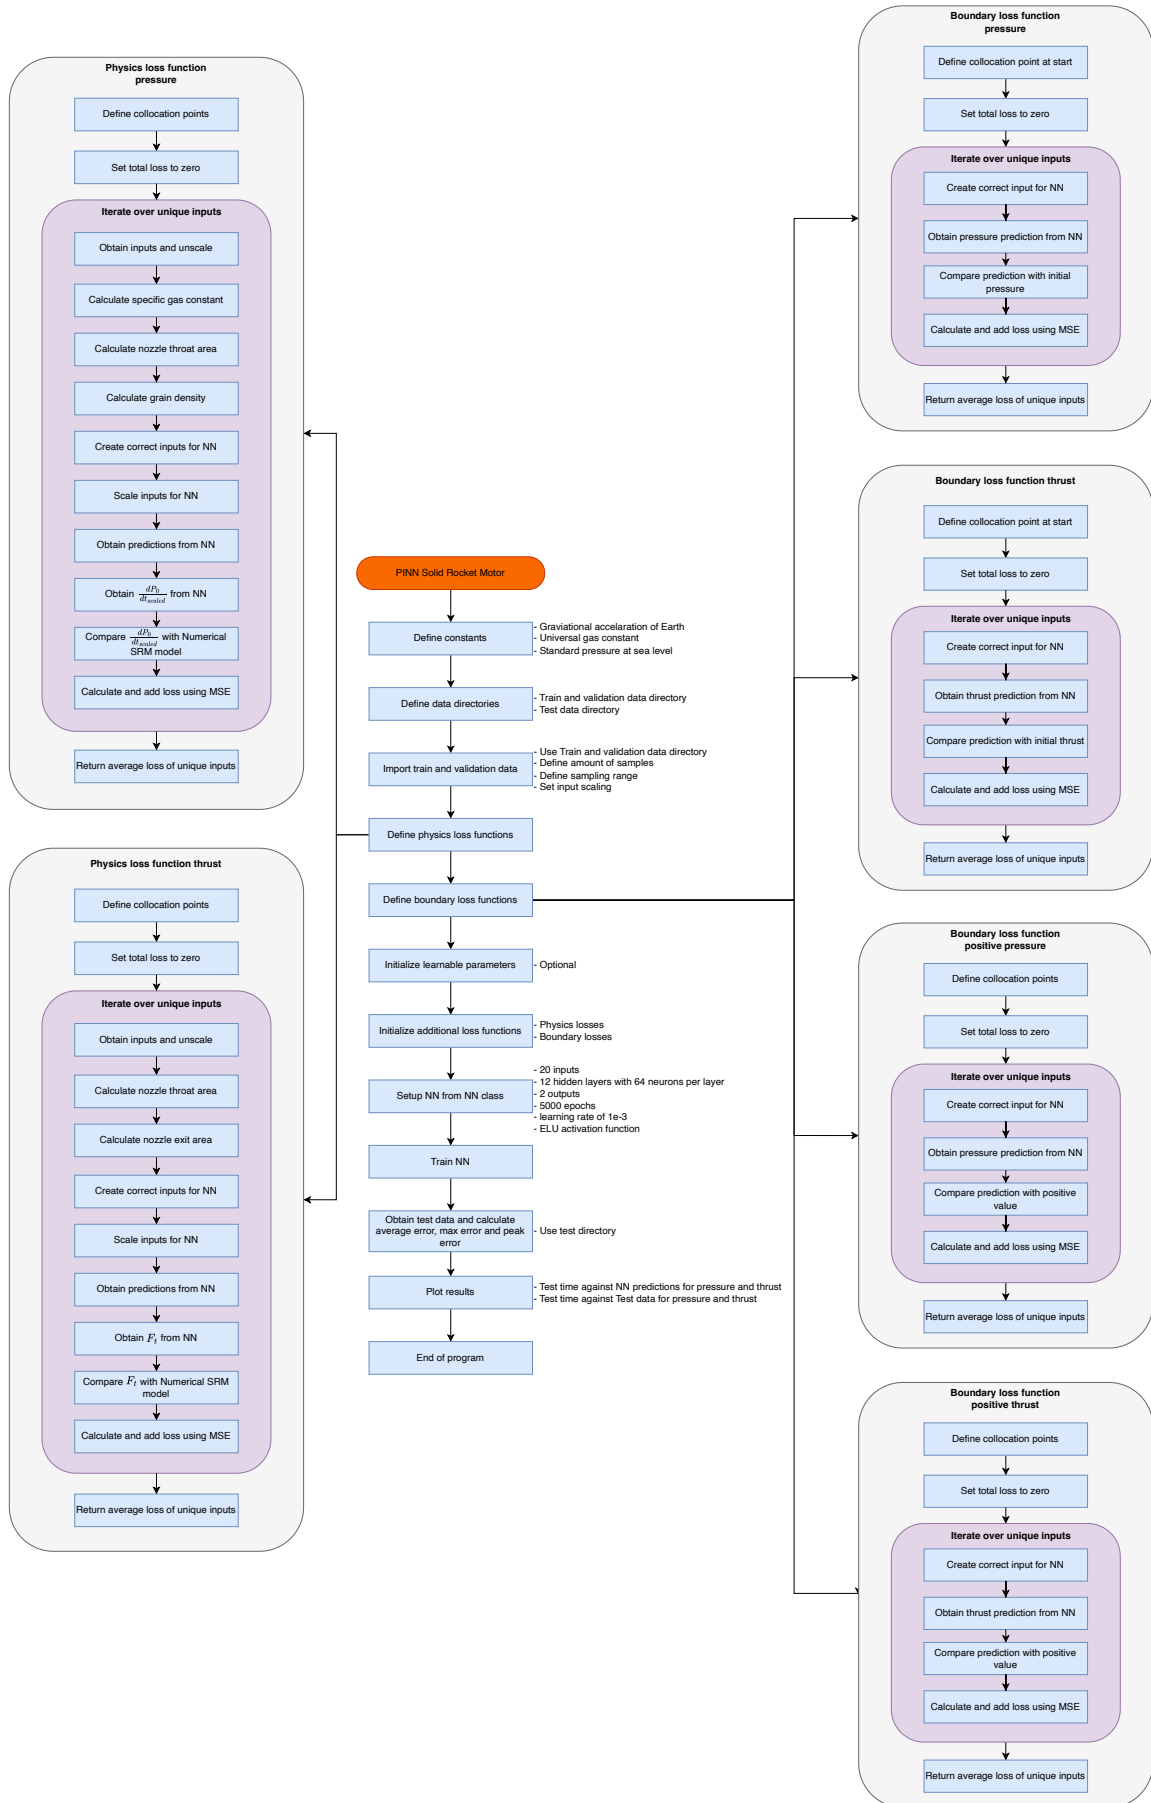 Physics loss function
pressure
Define collocation points
Set total loss to zero
Iterate over unique inputs
Obtain inputs and unscale
Calculate specific gas constant
Calculate nozzle throat area
Calculate grain density
Create correct inputs for NN
Scale inputs for NN
Obtain predictions from NN
Obtain $\frac{dP_0}{dt_{scaled}}$ from NN
Compare $\frac{dP_0}{dt_{scaled}}$ with Numerical
SRM model
Calculate and add loss using MSE
Return average loss of unique inputs
Physics loss function thrust
Define collocation points
Set total loss to zero
Iterate over unique inputs
Obtain inputs and unscale
Calculate nozzle throat area
Calculate nozzle exit area
Create correct inputs for NN
Scale inputs for NN
Obtain predictions from NN
Obtain $F_t$ from NN
Compare $F_t$ with Numerical SRM
model
Calculate and add loss using MSE
Return average loss of unique inputs
PINN Solid Rocket Motor
Define constants
- Graviational accelaration of Earth
- Universal gas constant
- Standard pressure at sea level
Define data directories
- Train and validation data directory
- Test data directory
Import train and validation data
- Use Train and validation data directory
- Define amount of samples
- Define sampling range
- Set input scaling
Define physics loss functions
Define boundary loss functions
Initialize learnable parameters
- Optional
Initialize additional loss functions
- Physics losses
- Boundary losses
Setup NN from NN class
- 20 inputs
- 12 hidden layers with 64 neurons per layer
- 2 outputs
- 5000 epochs
- learning rate of 1e-3
- ELU activation function
Train NN
Obtain test data and calculate
average error, max error and peak
error
- Use test directory
Plot results
- Test time against NN predictions for pressure and thrust
- Test time against Test data for pressure and thrust
End of program
Boundary loss function
pressure
Define collocation point at start
Set total loss to zero
Iterate over unique inputs
Create correct input for NN
Obtain pressure prediction from NN
Compare prediction with initial
pressure
Calculate and add loss using MSE
Return average loss of unique inputs
Boundary loss function thrust
Define collocation point at start
Set total loss to zero
Iterate over unique inputs
Create correct input for NN
Obtain thrust prediction from NN
Compare prediction with initial thrust
Calculate and add loss using MSE
Return average loss of unique inputs
Boundary loss function
positive pressure
Define collocation points
Set total loss to zero
Iterate over unique inputs
Create correct input for NN
Obtain pressure prediction from NN
Compare prediction with positive
value
Calculate and add loss using MSE
Return average loss of unique inputs
Boundary loss function
positive thrust
Define collocation points
Set total loss to zero
Iterate over unique inputs
Create correct input for NN
Obtain thrust prediction from NN
Compare prediction with positive
value
Calculate and add loss using MSE
Return average loss of unique inputs